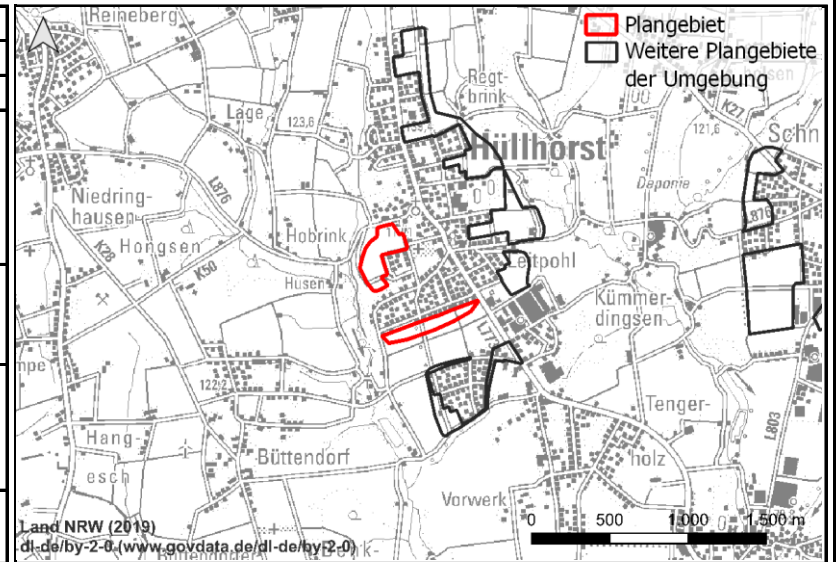 Reineberg
Plangebiet
Weitere Plangebiete
der Umgebung
Regt-
brink
K27
Lage
123,6
121,6
Schn
Hüllhorst
Deponie
Niedring-
hausen
L876
L876
Hongsen
Hobrink
K28
K50
Husen
Leitpohl
Kümmer-
dingsen
L77
mpe
122,2
Tenger-
L803
Hang-
esch
Büttendorf
holz
Vorwerk
Land NRW (2019)
dl-de/by-2-0 (www.govdata.de/dl-de/by-2-0)
0 500 1.000 1.500 m